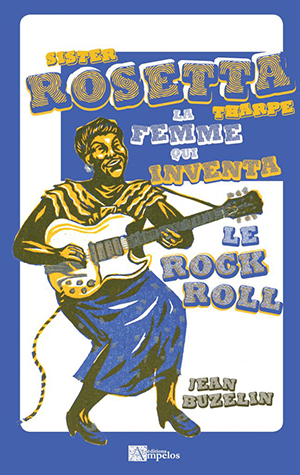 SISTER
ROSETTA
THARPE
LA
FEMME
QUI
INVENTA
LE
ROCK
ROLL
JEAN
BUZELIN
éditions
Ampelos